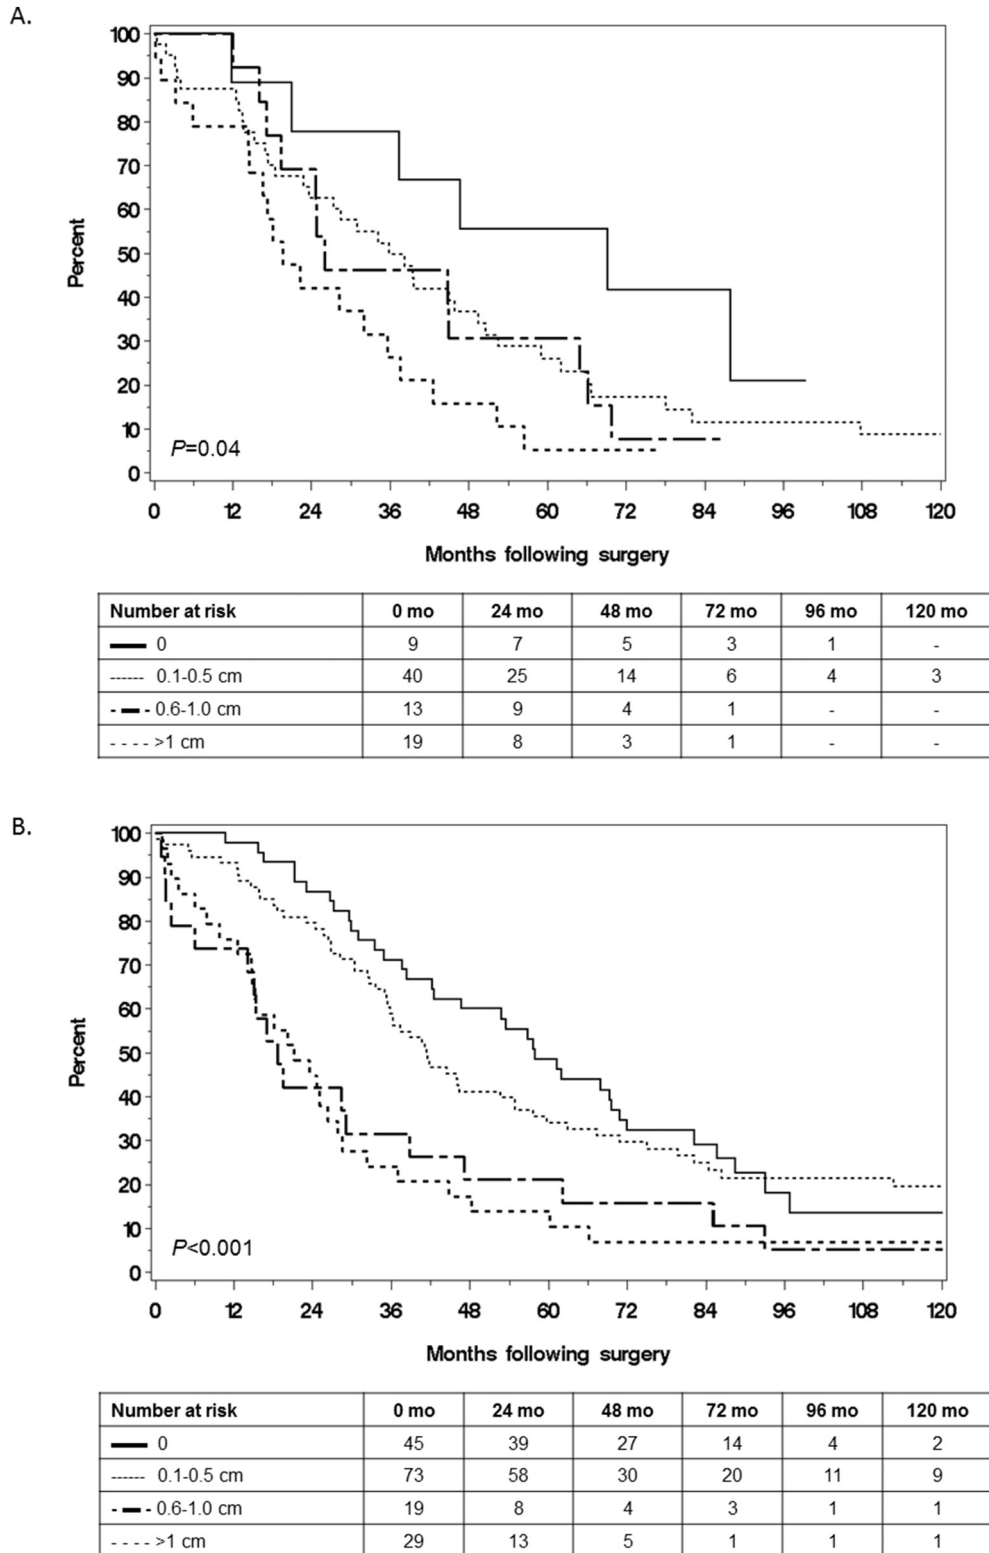 A.
100
90
80
70
60
50
40
30
20
10
0
Percent
P=0.04
0 12 24 36 48 60 72 84 96 108 120
Months following surgery
Number at risk 0 mo 24 mo 48 mo 72 mo 96 mo 120 mo
0 9 7 5 3 1 -
0.1-0.5 cm 40 25 14 6 4 3
0.6-1.0 cm 13 9 4 1 - -
>1 cm 19 8 3 1 - -
B.
100
90
80
70
60
50
40
30
20
10
0
Percent
P<0.001
0 12 24 36 48 60 72 84 96 108 120
Months following surgery
Number at risk 0 mo 24 mo 48 mo 72 mo 96 mo 120 mo
0 45 39 27 14 4 2
0.1-0.5 cm 73 58 30 20 11 9
0.6-1.0 cm 19 8 4 3 1 1
>1 cm 29 13 5 1 1 1